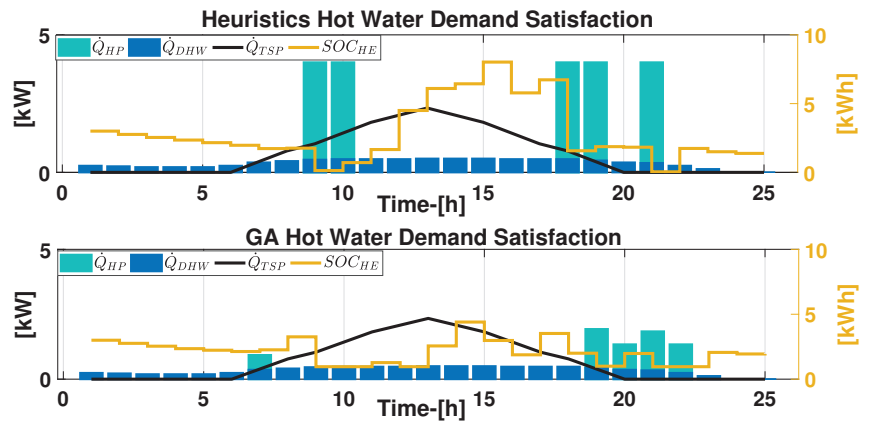 Heuristics Hot Water Demand Satisfaction
5
0
[kW]
Q̇_HP Q̇_DHW Q̇_TSP SOC_HE
10
5
0
[kWh]
0 5 10 15 20 25
Time-[h]
GA Hot Water Demand Satisfaction
5
0
[kW]
Q̇_HP Q̇_DHW Q̇_TSP SOC_HE
10
5
0
[kWh]
0 5 10 15 20 25
Time-[h]